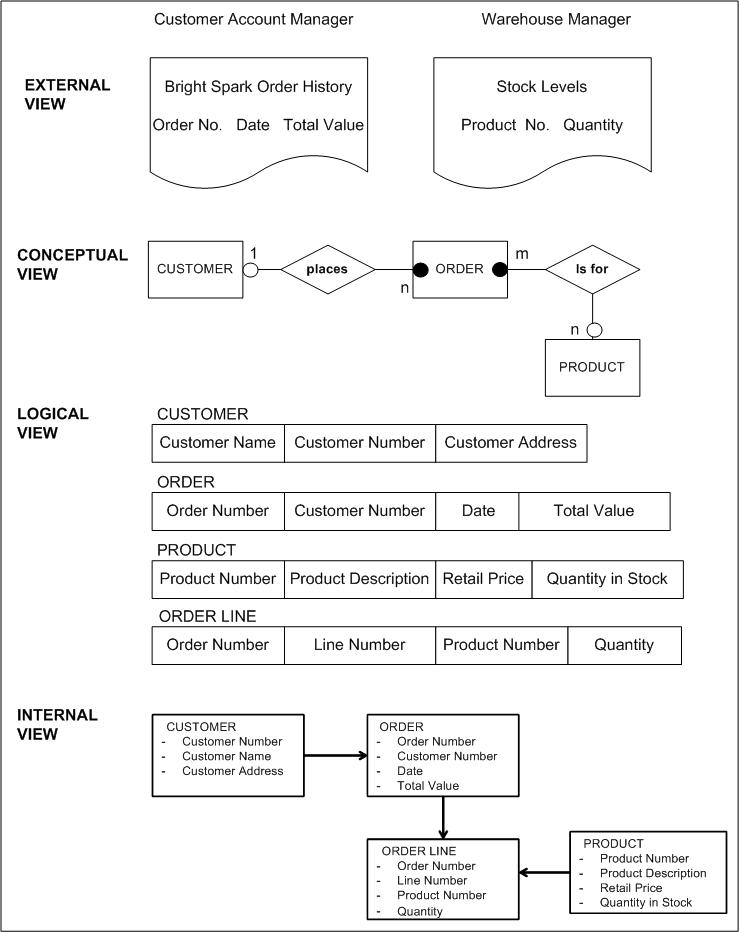 Customer Account Manager Warehouse Manager
EXTERNAL
VIEW
Bright Spark Order History
Order No. Date Total Value
Stock Levels
Product No. Quantity
CONCEPTUAL
VIEW
CUSTOMER
1
places
n
ORDER
m
Is for
n
PRODUCT
LOGICAL
VIEW
CUSTOMER
Customer Name Customer Number Customer Address
ORDER
Order Number Customer Number Date Total Value
PRODUCT
Product Number Product Description Retail Price Quantity in Stock
ORDER LINE
Order Number Line Number Product Number Quantity
INTERNAL
VIEW
CUSTOMER
- Customer Number
- Customer Name
- Customer Address
ORDER
- Order Number
- Customer Number
- Date
- Total Value
ORDER LINE
- Order Number
- Line Number
- Product Number
- Quantity
PRODUCT
- Product Number
- Product Description
- Retail Price
- Quantity in Stock